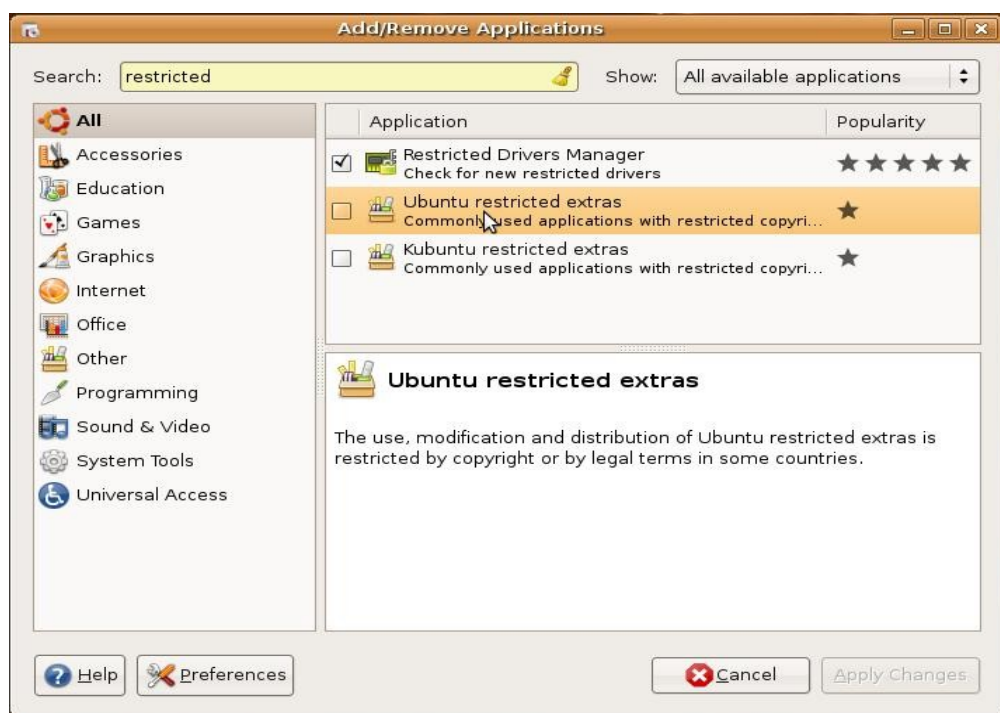 Add/Remove Applications
Search: restricted Show: All available applications
All
Accessories
Education
Games
Graphics
Internet
Office
Other
Programming
Sound & Video
System Tools
Universal Access
Application Popularity
Restricted Drivers Manager
Check for new restricted drivers
Ubuntu restricted extras
Commonly used applications with restricted copyri...
Kubuntu restricted extras
Commonly used applications with restricted copyri...
Ubuntu restricted extras
The use, modification and distribution of Ubuntu restricted extras is
restricted by copyright or by legal terms in some countries.
Help Preferences Cancel Apply Changes